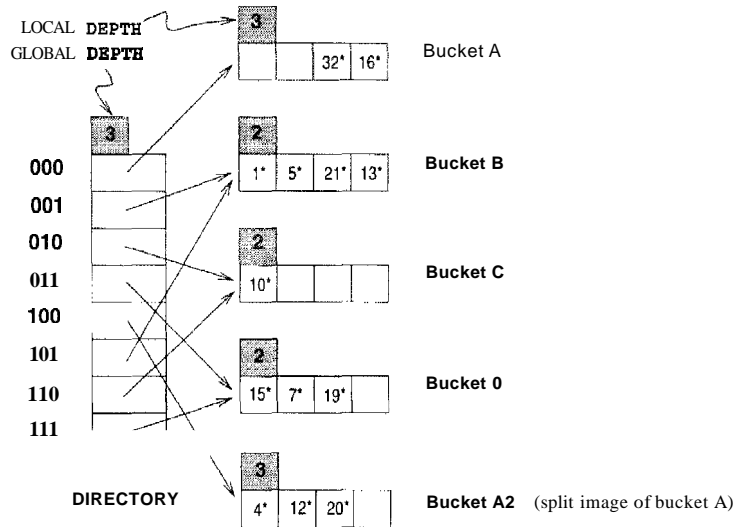 LOCAL DEPTH
GLOBAL DEPTH
3
32* 16*
Bucket A
3
000
001
010
011
100
101
110
111
DIRECTORY
2
1* 5* 21* 13*
Bucket B
2
10*
Bucket C
2
15* 7* 19*
Bucket 0
3
4* 12* 20*
Bucket A2 (split image of bucket A)